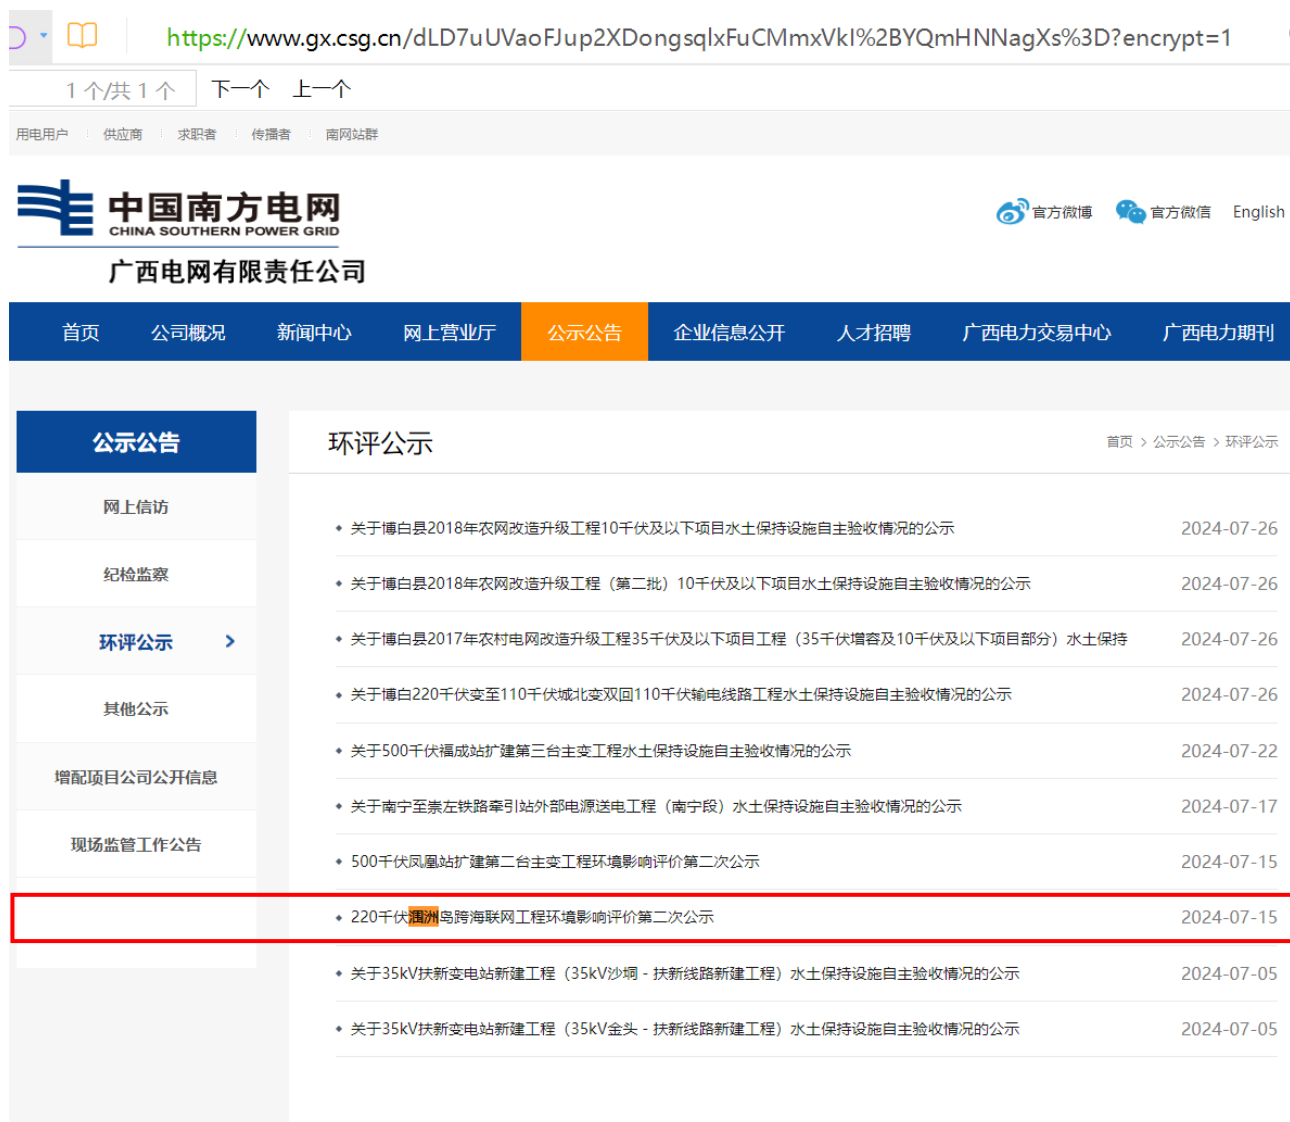 https://www.gx.csg.cn/dLD7uUVaoFJup2XDongsqlxFuCMmxVkI%2BYQmHNNagXs%3D?encrypt=1
1 个/共 1 个 下一个 上一个
用电用户 供应商 求职者 传播者 南网站群
中国南方电网
CHINA SOUTHERN POWER GRID
广西电网有限责任公司
官方微博 官方微信 English
首页 公司概况 新闻中心 网上营业厅 公示公告 企业信息公开 人才招聘 广西电力交易中心 广西电力期刊
公示公告
网上信访
纪检监察
环评公示 >
其他公示
增配项目公司公开信息
现场监管工作公告
环评公示
首页 > 公示公告 > 环评公示
关于博白县2018年农网改造升级工程10千伏及以下项目水土保持设施自主验收情况的公示 2024-07-26
关于博白县2018年农网改造升级工程（第二批）10千伏及以下项目水土保持设施自主验收情况的公示 2024-07-26
关于博白县2017年农村电网改造升级工程35千伏及以下项目工程（35千伏增容及10千伏及以下项目部分）水土保持 2024-07-26
关于博白220千伏变至110千伏城北变双回110千伏输电线路工程水土保持设施自主验收情况的公示 2024-07-26
关于500千伏福成站扩建第三台主变工程水土保持设施自主验收情况的公示 2024-07-22
关于南宁至崇左铁路牵引站外部电源送电工程（南宁段）水土保持设施自主验收情况的公示 2024-07-17
500千伏凤凰站扩建第二台主变工程环境影响评价第二次公示 2024-07-15
220千伏涠洲岛跨海联网工程环境影响评价第二次公示 2024-07-15
关于35kV扶新变电站新建工程（35kV沙垌 - 扶新线路新建工程）水土保持设施自主验收情况的公示 2024-07-05
关于35kV扶新变电站新建工程（35kV金头 - 扶新线路新建工程）水土保持设施自主验收情况的公示 2024-07-05